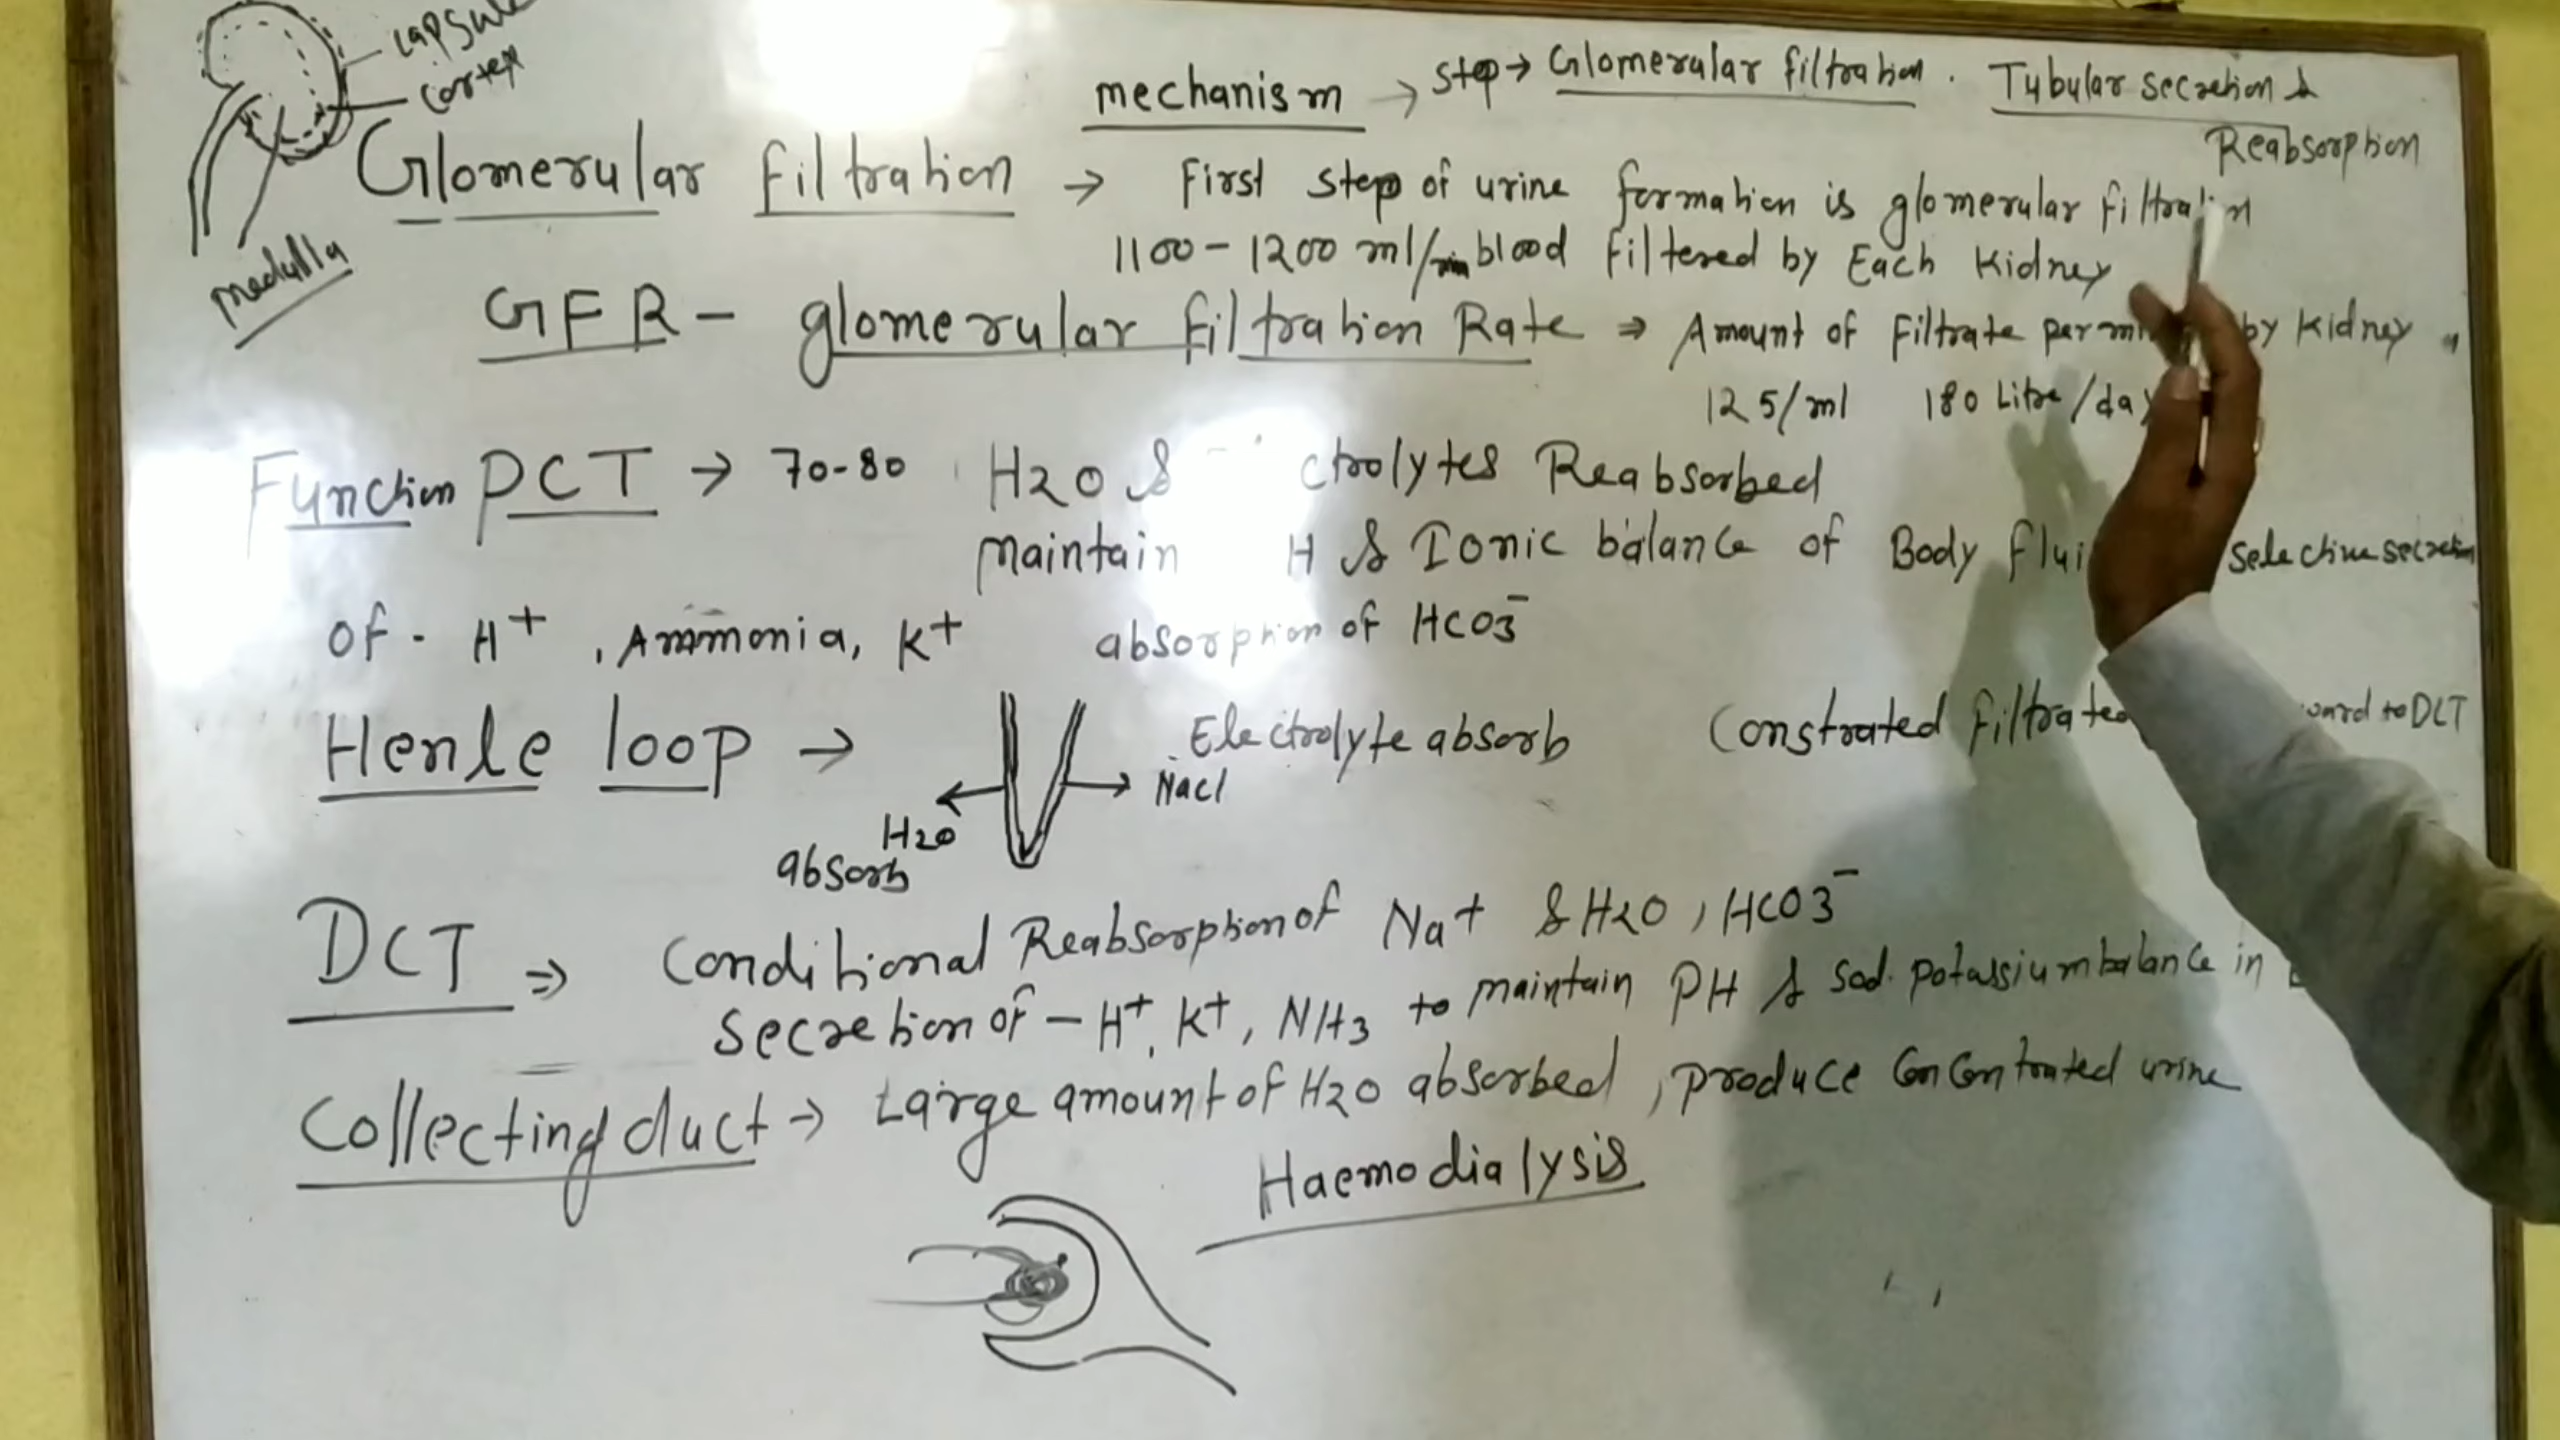 capsule
cortex
medulla
mechanism → step → Glomerular filtration . Tubular secretion &
Reabsorption
Glomerular filtration → First step of urine formation is glomerular filtration
1100 - 1200 ml/min blood filtered by Each Kidney
GFR - glomerular filtration Rate ⇒ Amount of filtrate per by Kidney
125/ml 180 Litre/day
Function PCT → 70-80 H2O & Reabsorbed
maintain H & Ionic balance of Body selective secretion
of - H+ , Ammonia, K+ absorption of HCO3-
Henle loop → Electrolyte absorb Constrated filtrated to DCT
NaCl
H2O
absorb
DCT ⇒ Conditional Reabsorption of Na+ & H2O , HCO3-
Secretion of - H+, K+, NH3 to maintain PH & sod. potassium balance in
Collecting duct → Large amount of H2O absorbed , produce Concontrated urine
Haemodialysis